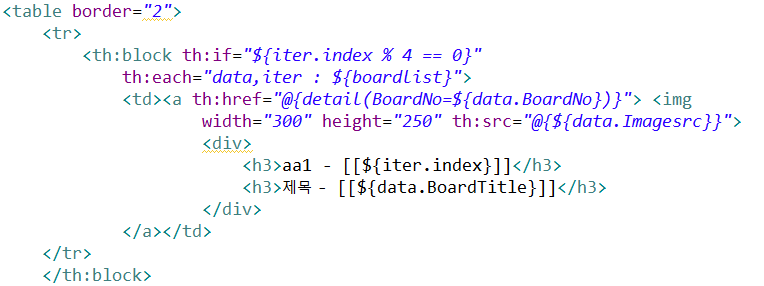 <table border="2">
<tr>
<th:block th:if="${iter.index % 4 == 0}"
th:each="data,iter : ${boardlist}">
<td><a th:href="@{detail(BoardNo=${data.BoardNo})}"> <img
width="300" height="250" th:src="@{${data.Imagesrc}}">
<div>
<h3>aa1 - [[${iter.index}]]</h3>
<h3>제목 - [[${data.BoardTitle}]]</h3>
</div>
</a></td>
</tr>
</th:block>